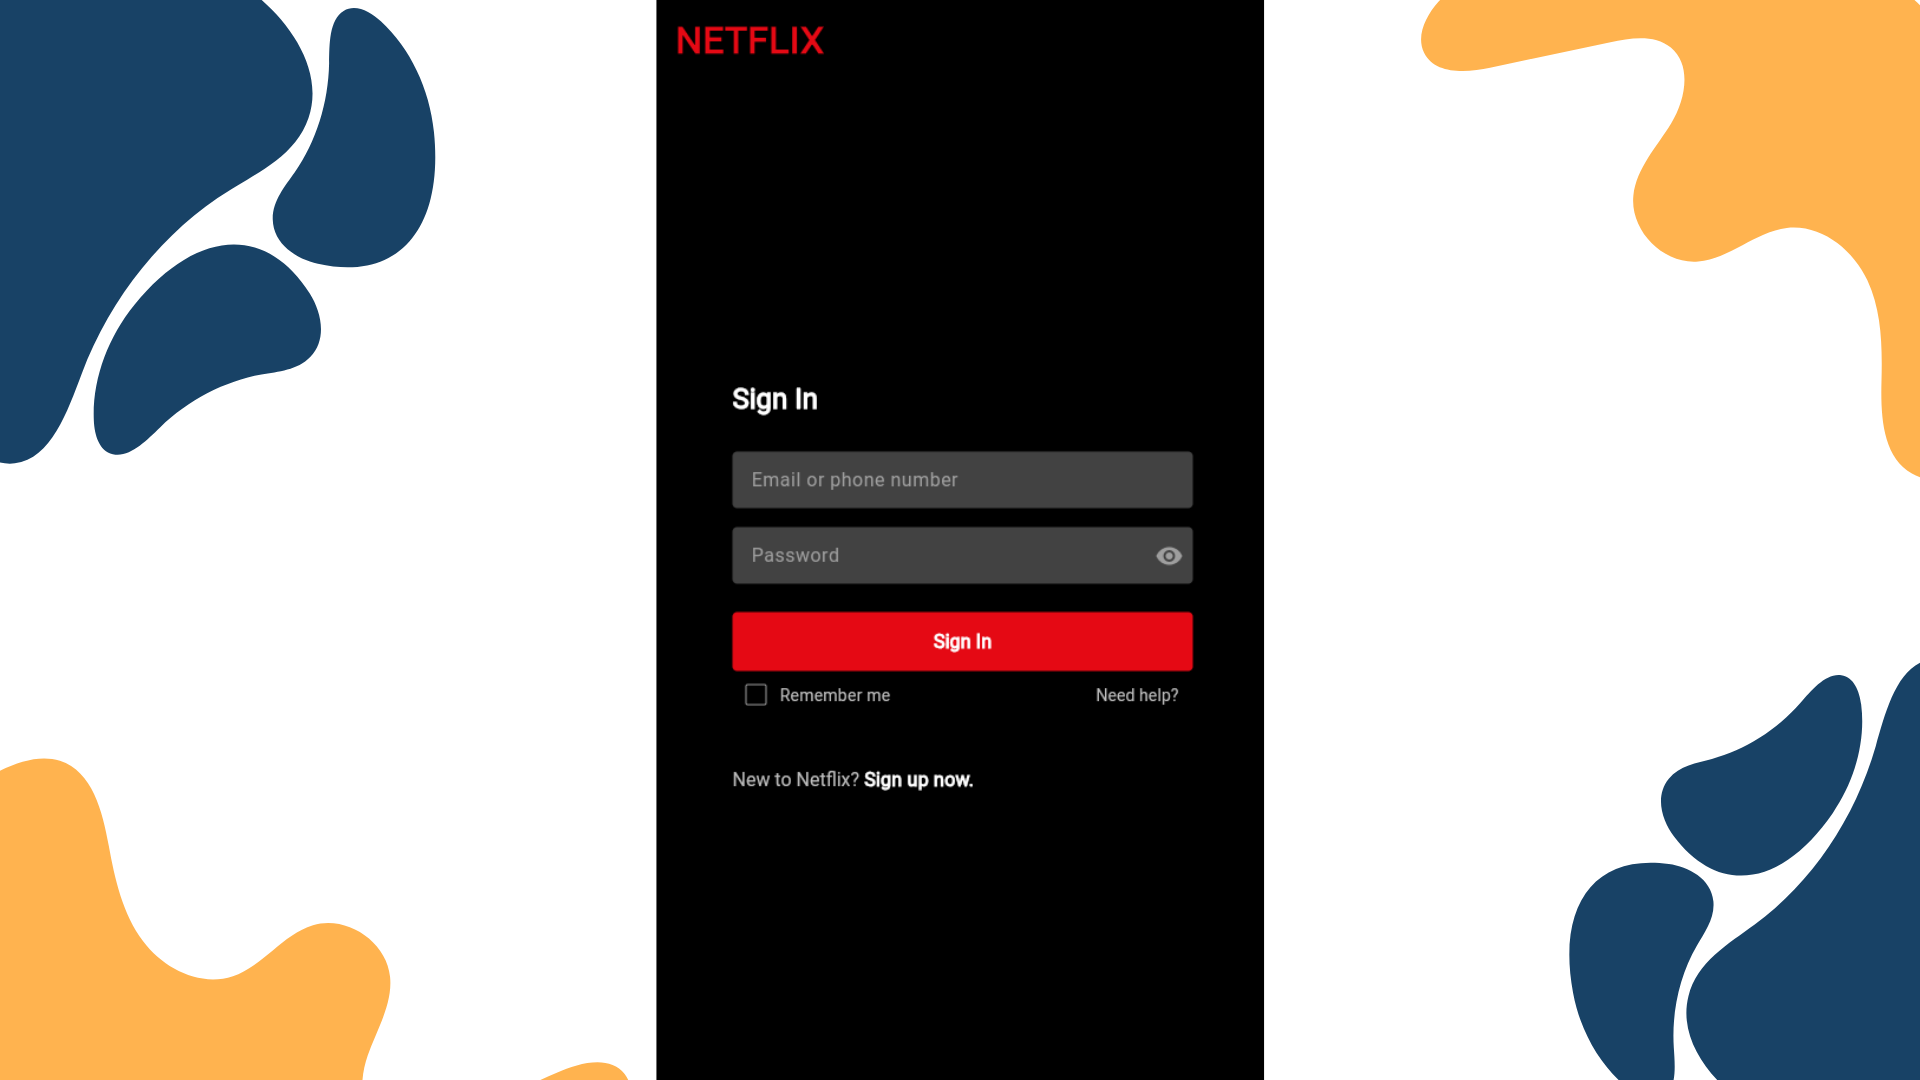 NETFLIX
Sign In
Email or phone number
Password
Sign In
Remember me Need help?
New to Netflix? Sign up now.